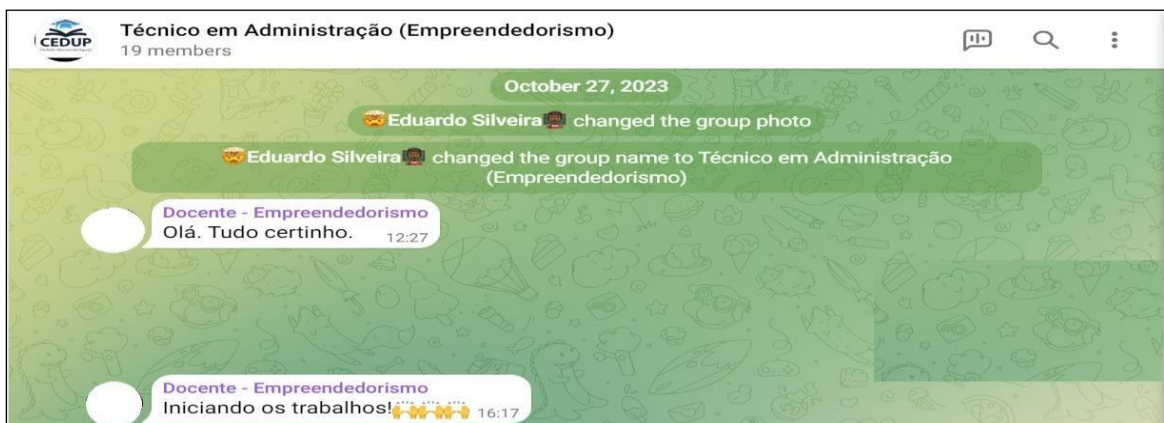 CEDUP
Técnico em Administração (Empreendedorismo)
19 members
October 27, 2023
🤯Eduardo Silveira👨🏿‍🏫 changed the group photo
🤯Eduardo Silveira👨🏿‍🏫 changed the group name to Técnico em Administração
(Empreendedorismo)
Docente - Empreendedorismo
Olá. Tudo certinho. 12:27
Docente - Empreendedorismo
Iniciando os trabalhos!🙌🙌🙌 16:17